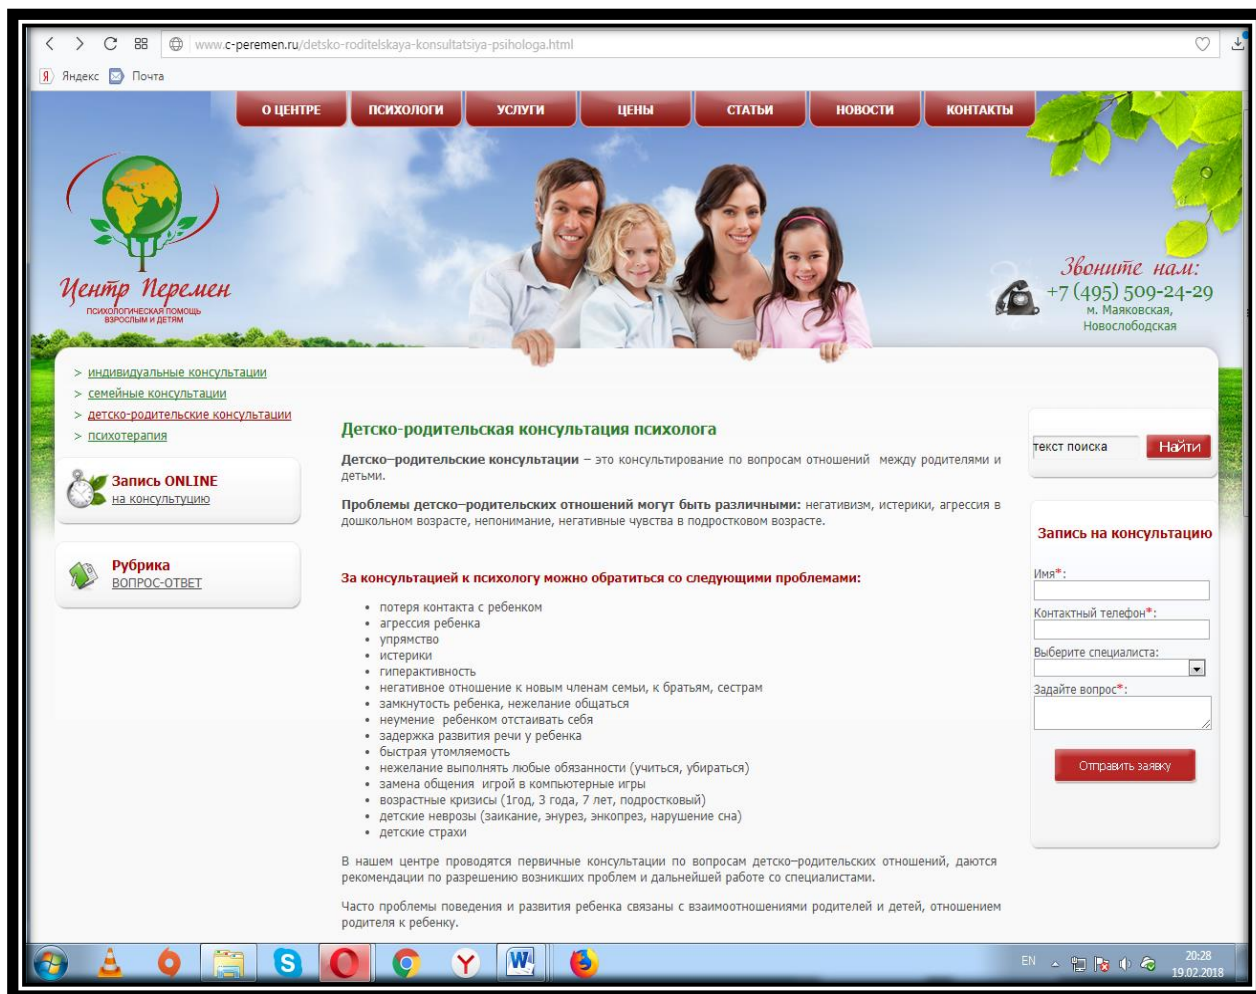 www.c-peremen.ru/detsko-roditelskaya-konsultatsiya-psihologa.html
Яндекс Почта
О ЦЕНТРЕ ПСИХОЛОГИ УСЛУГИ ЦЕНЫ СТАТЬИ НОВОСТИ КОНТАКТЫ
Центр Перемен
ПСИХОЛОГИЧЕСКАЯ ПОМОЩЬ
ВЗРОСЛЫМ И ДЕТЯМ
Звоните нам:
+7 (495) 509-24-29
м. Маяковская,
Новослободская
> индивидуальные консультации
> семейные консультации
> детско-родительские консультации
> психотерапия
Запись ONLINE
на консультуцию
Рубрика
ВОПРОС-ОТВЕТ
Детско-родительская консультация психолога
Детско–родительские консультации – это консультирование по вопросам отношений между родителями и
детьми.
Проблемы детско–родительских отношений могут быть различными: негативизм, истерики, агрессия в
дошкольном возрасте, непонимание, негативные чувства в подростковом возрасте.
За консультацией к психологу можно обратиться со следующими проблемами:
• потеря контакта с ребенком
• агрессия ребенка
• упрямство
• истерики
• гиперактивность
• негативное отношение к новым членам семьи, к братьям, сестрам
• замкнутость ребенка, нежелание общаться
• неумение ребенком отстаивать себя
• задержка развития речи у ребенка
• быстрая утомляемость
• нежелание выполнять любые обязанности (учиться, убираться)
• замена общения игрой в компьютерные игры
• возрастные кризисы (1год, 3 года, 7 лет, подростковый)
• детские неврозы (заикание, энурез, энкопрез, нарушение сна)
• детские страхи
В нашем центре проводятся первичные консультации по вопросам детско–родительских отношений, даются
рекомендации по разрешению возникших проблем и дальнейшей работе со специалистами.
Часто проблемы поведения и развития ребенка связаны с взаимоотношениями родителей и детей, отношением
родителя к ребенку.
текст поиска Найти
Запись на консультацию
Имя*:
Контактный телефон*:
Выберите специалиста:
Задайте вопрос*:
Отправить заявку
EN
20:28
19.02.2018